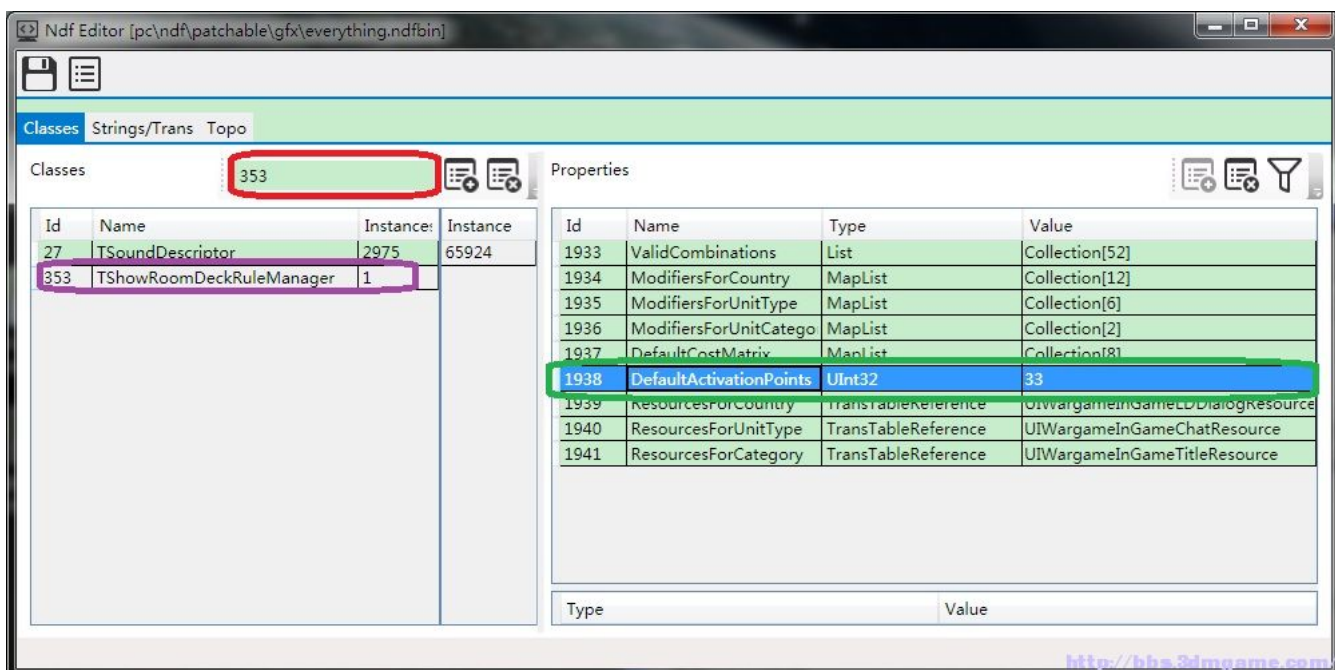 Ndf Editor [pc\ndf\patchable\gfx\everything.ndfbin]
Classes Strings/Trans Topo
Classes 353 Properties
Id Name Instances Instance Id Name Type Value
27 TSoundDescriptor 2975 65924 1933 ValidCombinations List Collection[52]
353 TShowRoomDeckRuleManager 1 1934 ModifiersForCountry MapList Collection[12]
1935 ModifiersForUnitType MapList Collection[6]
1936 ModifiersForUnitCatego MapList Collection[2]
1937 DefaultCostMatrix MapList Collection[8]
1938 DefaultActivationPoints UInt32 33
1939 ResourcesForCountry TransTableReference UIWargameInGameLDDialogResource
1940 ResourcesForUnitType TransTableReference UIWargameInGameChatResource
1941 ResourcesForCategory TransTableReference UIWargameInGameTitleResource
Type Value
http://bbs.3dmgame.com